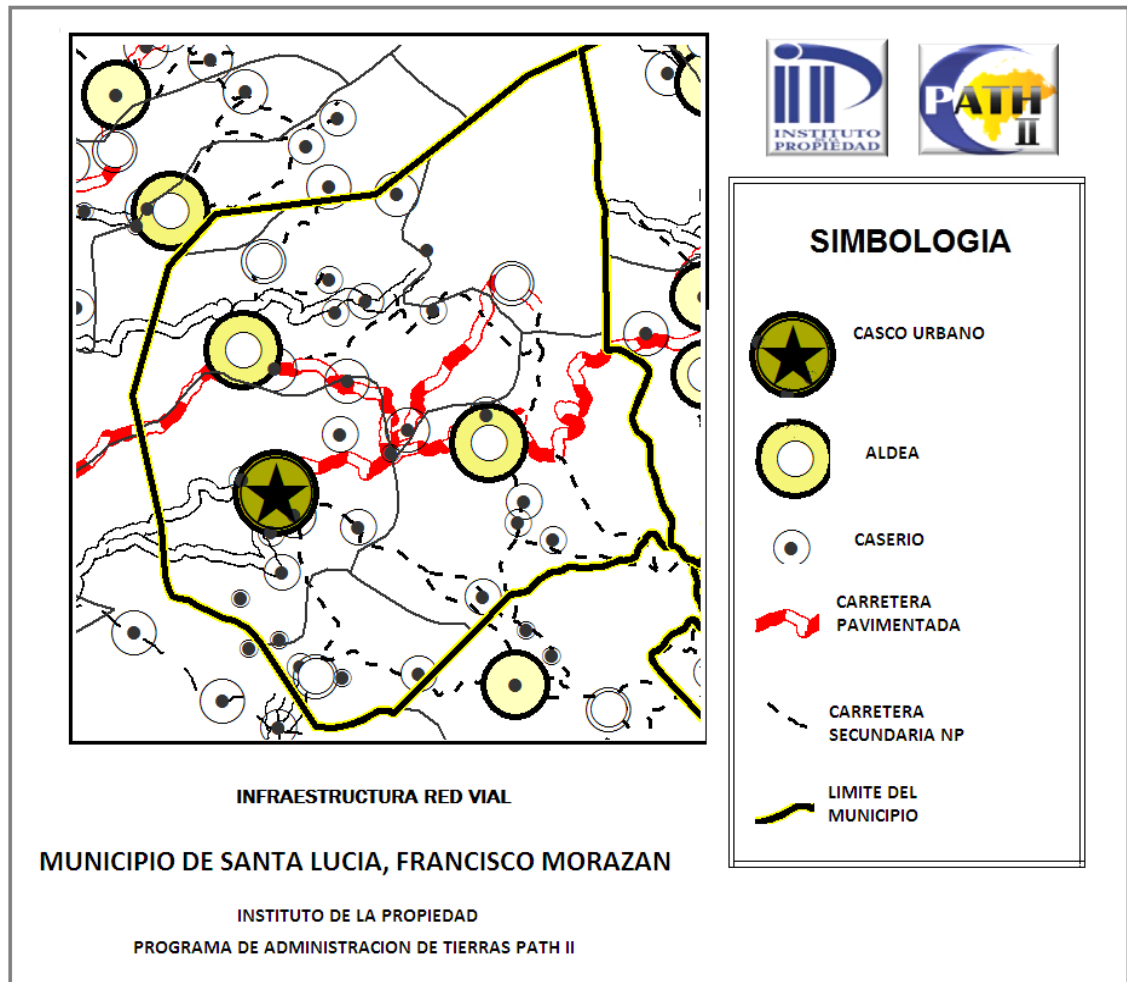 INSTITUTO
DE LA
PROPIEDAD
PATH
II
SIMBOLOGIA
CASCO URBANO
ALDEA
CASERIO
CARRETERA
PAVIMENTADA
CARRETERA
SECUNDARIA NP
LIMITE DEL
MUNICIPIO
INFRAESTRUCTURA RED VIAL
MUNICIPIO DE SANTA LUCIA, FRANCISCO MORAZAN
INSTITUTO DE LA PROPIEDAD
PROGRAMA DE ADMINISTRACION DE TIERRAS PATH II